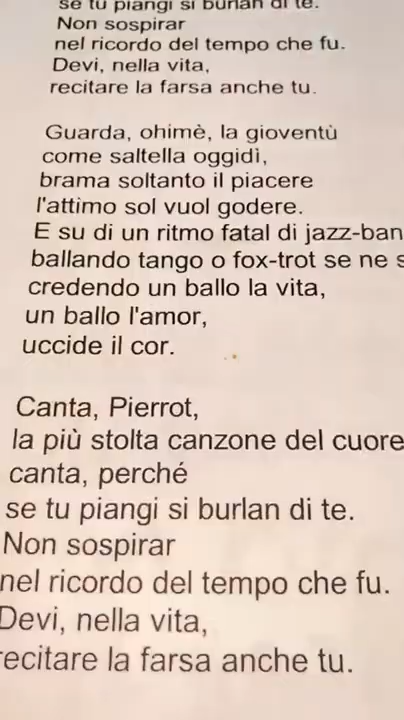 se tu piangi si burlan di te.
Non sospirar
nel ricordo del tempo che fu.
Devi, nella vita,
recitare la farsa anche tu.
Guarda, ohimè, la gioventù
come saltella oggidì,
brama soltanto il piacere
l'attimo sol vuol godere.
E su di un ritmo fatal di jazz-ban
ballando tango o fox-trot se ne s
credendo un ballo la vita,
un ballo l'amor,
uccide il cor.
Canta, Pierrot,
la più stolta canzone del cuore
canta, perché
se tu piangi si burlan di te.
Non sospirar
nel ricordo del tempo che fu.
Devi, nella vita,
recitare la farsa anche tu.